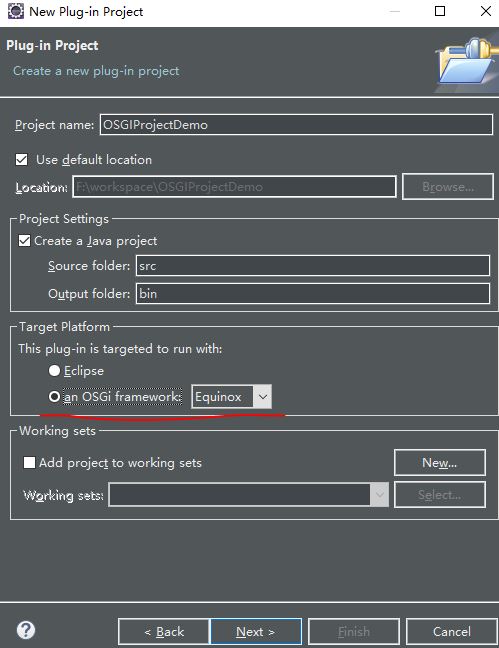 New Plug-in Project
Plug-in Project
Create a new plug-in project
Project name: OSGIProjectDemo
Use default location
Location: F:\workspace\OSGIProjectDemo Browse...
Project Settings
Create a Java project
Source folder: src
Output folder: bin
Target Platform
This plug-in is targeted to run with:
Eclipse
an OSGi framework: Equinox
Working sets
Add project to working sets New...
Working sets: Select...
? < Back Next > Finish Cancel